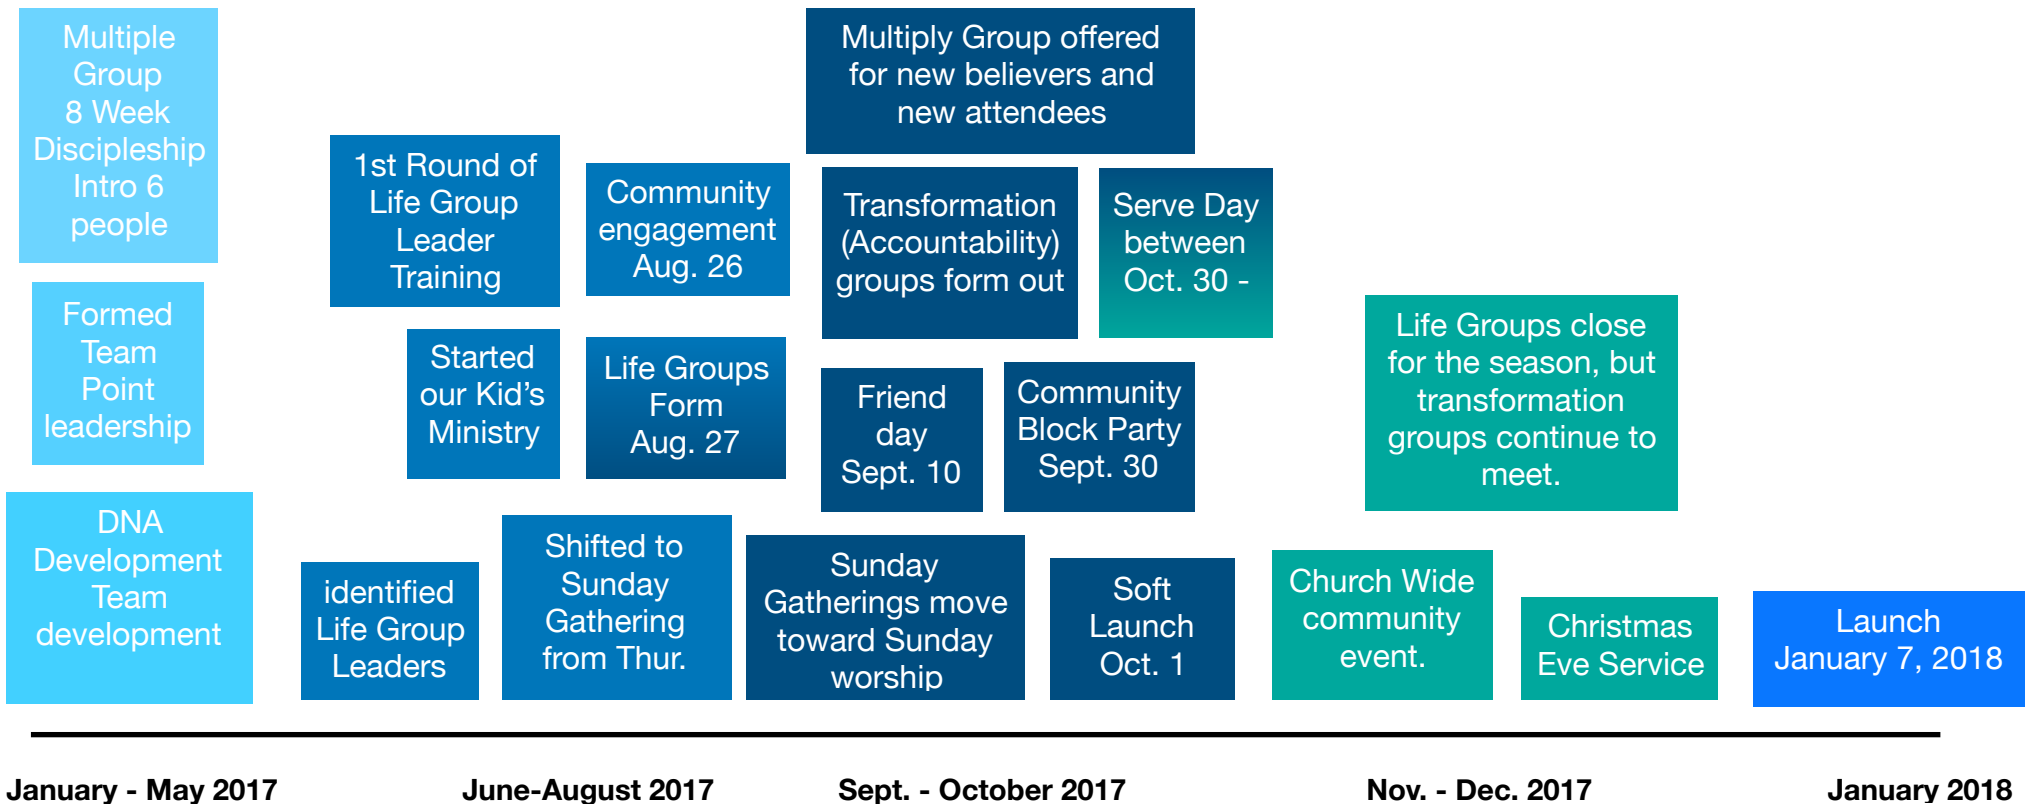 Multiple
Group
8 Week
Discipleship
Intro 6
people
Formed
Team
Point
leadership
DNA
Development
Team
development
1st Round of
Life Group
Leader
Training
Started
our Kid's
Ministry
identified
Life Group
Leaders
Community
engagement
Aug. 26
Life Groups
Form
Aug. 27
Shifted to
Sunday
Gathering
from Thur.
Multiply Group offered
for new believers and
new attendees
Transformation
(Accountability)
groups form out
Serve Day
between
Oct. 30 -
Friend
day
Sept. 10
Community
Block Party
Sept. 30
Sunday
Gatherings move
toward Sunday
worship
Soft
Launch
Oct. 1
Life Groups close
for the season, but
transformation
groups continue to
meet.
Church Wide
community
event.
Christmas
Eve Service
Launch
January 7, 2018
January - May 2017
June-August 2017
Sept. - October 2017
Nov. - Dec. 2017
January 2018